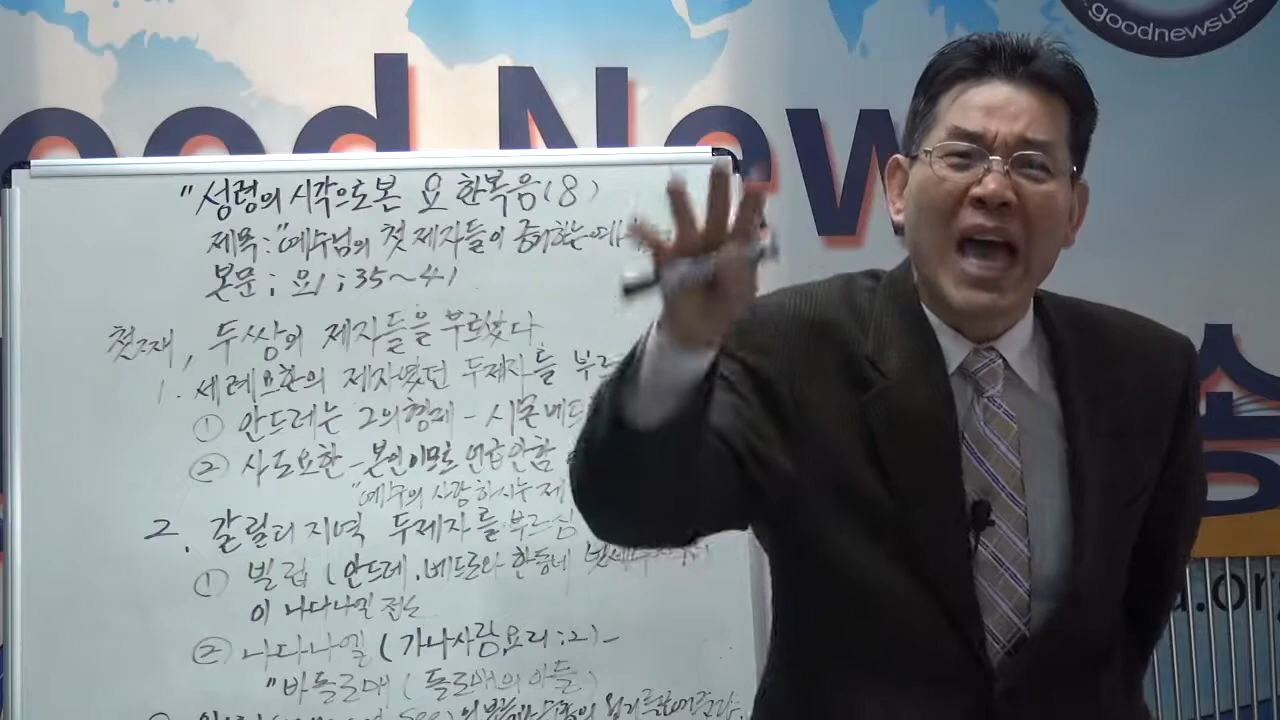 goodnewsusa
ood New
"성령의 시각으로본 요한복음(8)
제목:"예수님의 첫 제자들이 증거하는 예
본문; 요1;35~41
첫째, 두쌍의 제자들을 부르셨다
1. 세례요한의 제자였던 두제자를 부르
① 안드레는 그의형제 - 시몬베드
② 사도요한 - 본인이므로 언급안함
"예수의 사랑하시는 제
2. 갈릴리지역 두제자를 부르심
① 빌립 (안드레, 베드로와 한동네 벳세
이 나다나엘 전도
② 나다나엘 (가나사람,요21;2)-
"바돌로매 (돌로매의 아들)